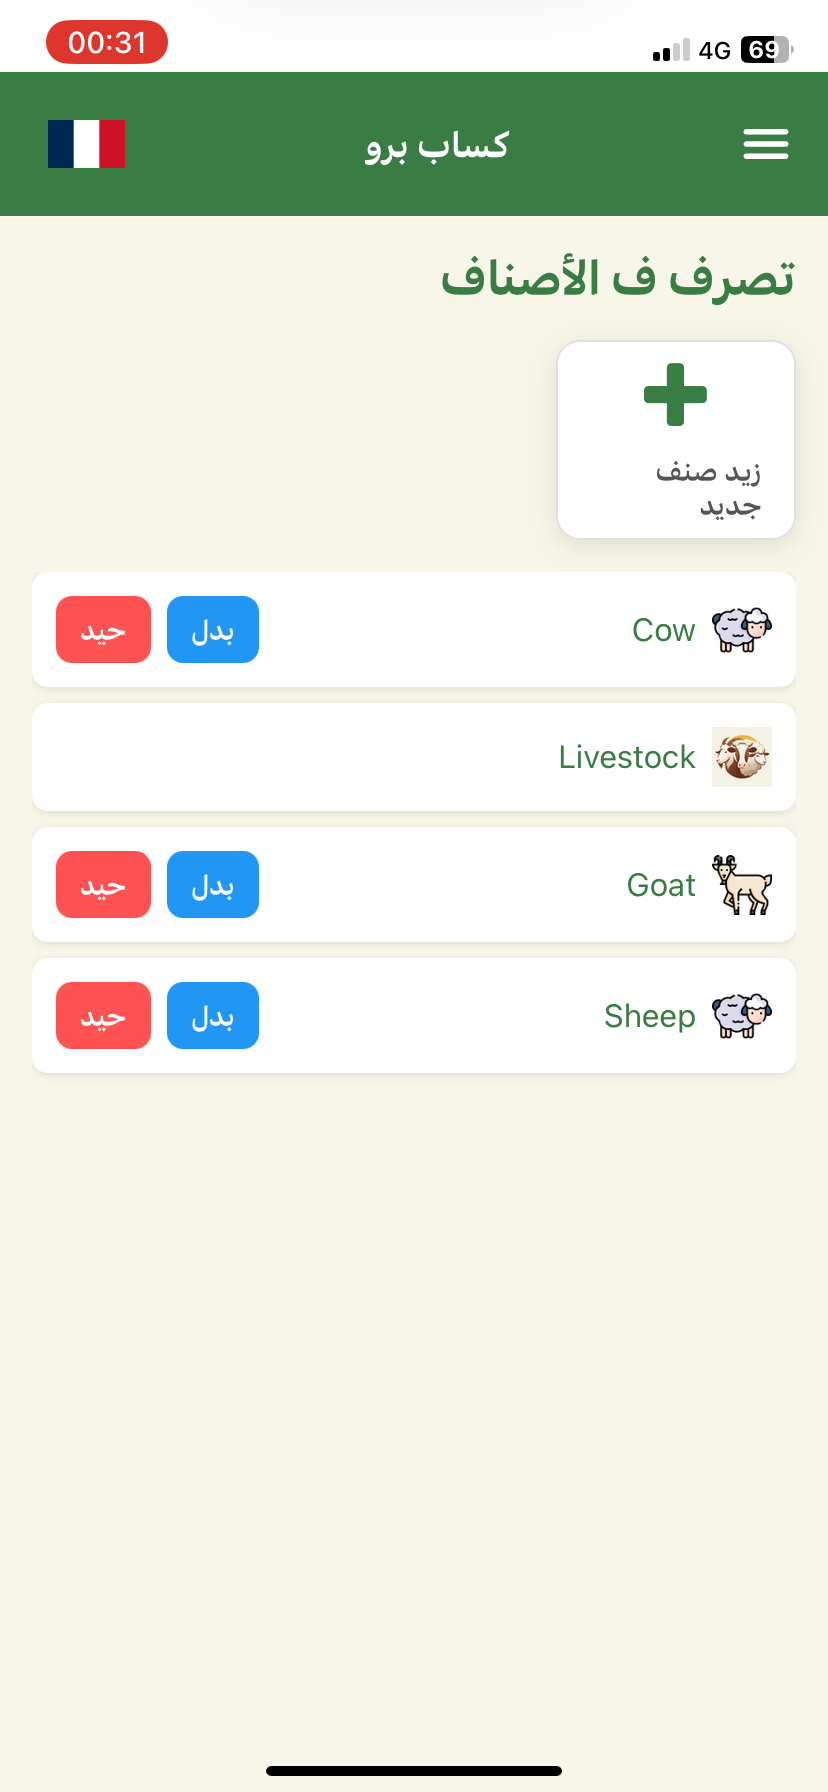 00:31
4G 69
كساب برو
تصرف ف الأصناف
زيد صنف
جديد
Cow
بدل
حيد
Livestock
Goat
بدل
حيد
Sheep
بدل
حيد